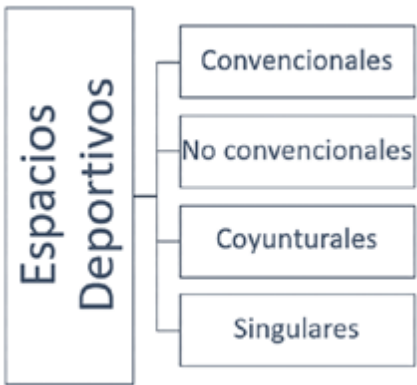 Espacios
Deportivos
Convencionales
No convencionales
Coyunturales
Singulares